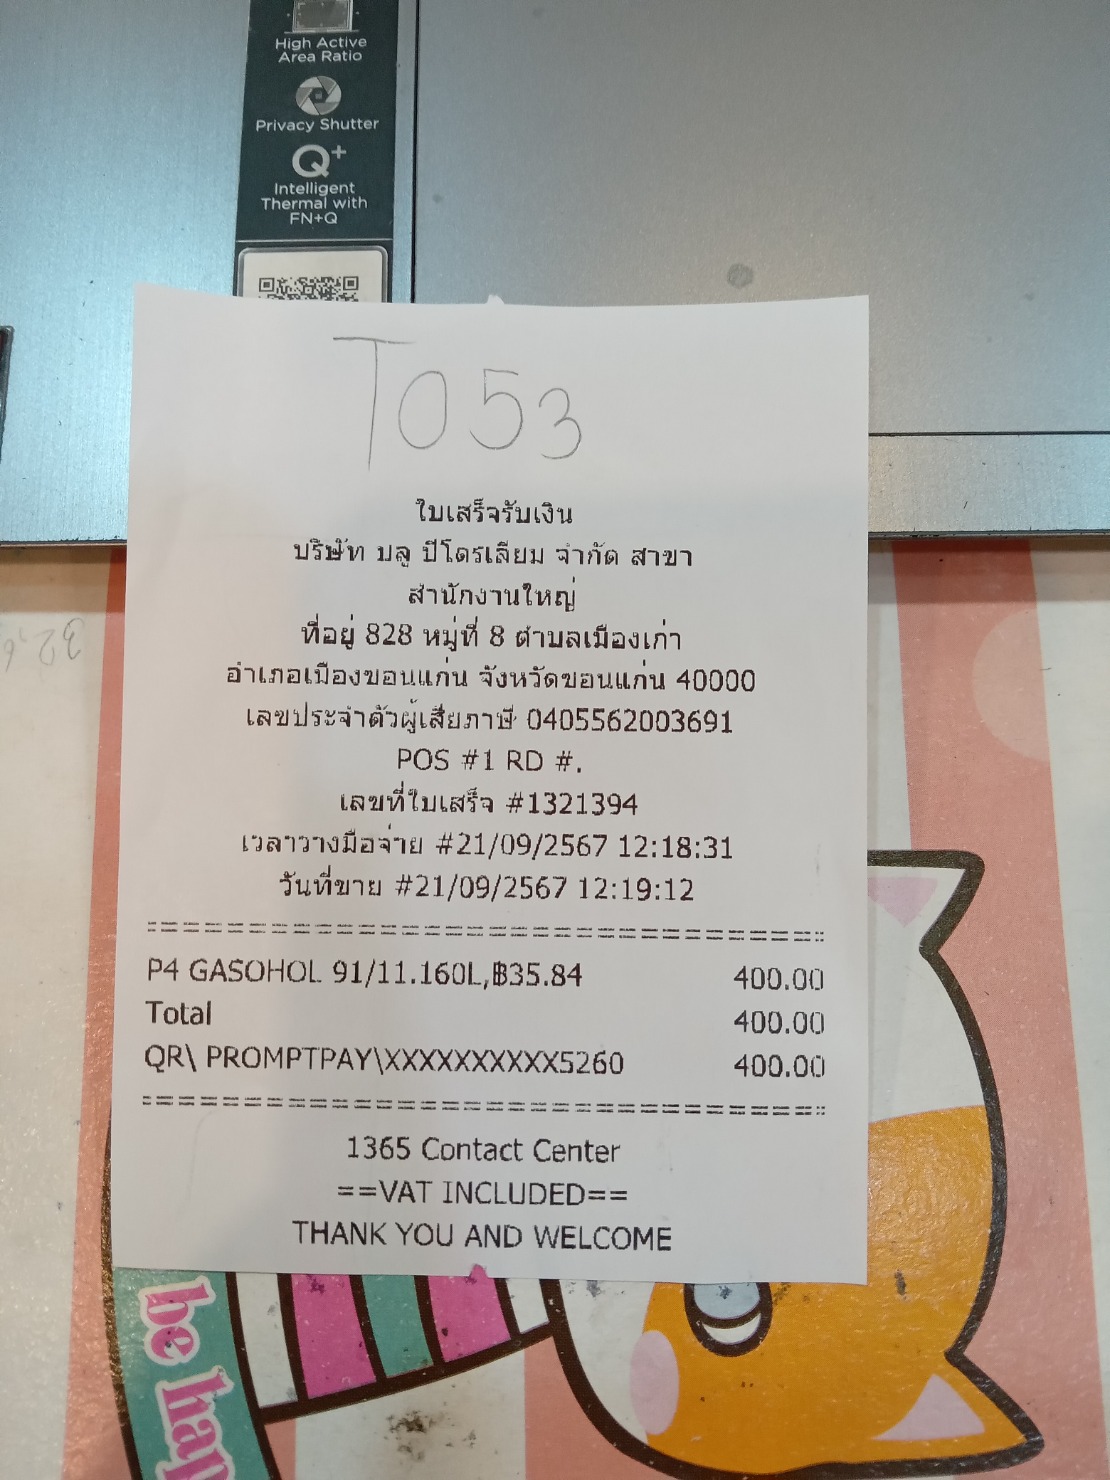 High Active
Area Ratio
Privacy Shutter
Q+
Intelligent
Thermal with
FN+Q
T053
ใบเสร็จรับเงิน
บริษัท บลู ปิโตรเลียม จำกัด สาขา
สำนักงานใหญ่
ที่อยู่ 828 หมู่ที่ 8 ตำบลเมืองเก่า
อำเภอเมืองขอนแก่น จังหวัดขอนแก่น 40000
เลขประจำตัวผู้เสียภาษี 0405562003691
POS #1 RD #.
เลขที่ใบเสร็จ #1321394
เวลาวางมือจ่าย #21/09/2567 12:18:31
วันที่ขาย #21/09/2567 12:19:12
P4 GASOHOL 91/11.160L,฿35.84 400.00
Total 400.00
QR\ PROMPTPAY\XXXXXXXXXX5260 400.00
1365 Contact Center
==VAT INCLUDED==
THANK YOU AND WELCOME
be hap